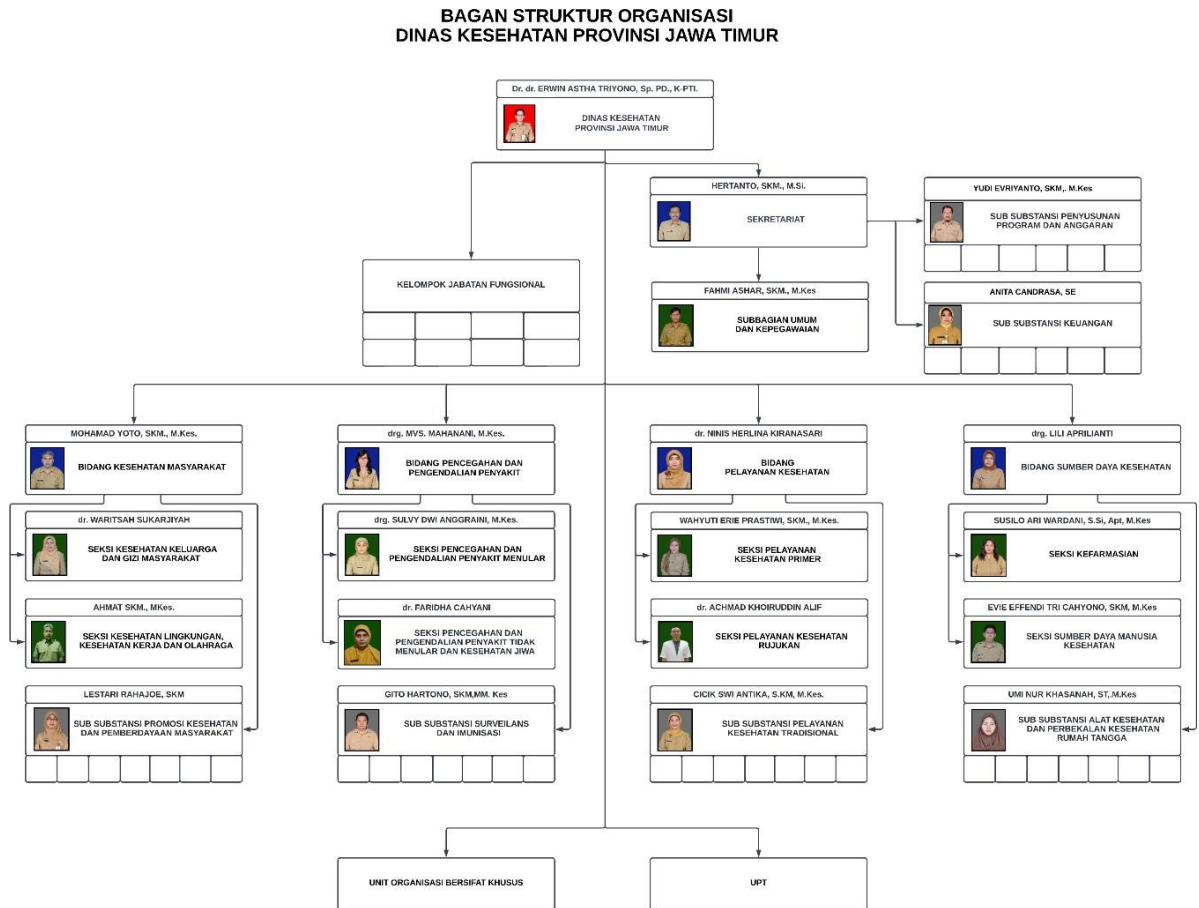 BAGAN STRUKTUR ORGANISASI
DINAS KESEHATAN PROVINSI JAWA TIMUR
Dr. dr. ERWIN ASTHA TRIYONO, Sp. PD., K-PTI.
DINAS KESEHATAN
PROVINSI JAWA TIMUR
HERTANTO, SKM., M.Si.
SEKRETARIAT
YUDI EVRIYANTO, SKM,. M.Kes
SUB SUBSTANSI PENYUSUNAN
PROGRAM DAN ANGGARAN
KELOMPOK JABATAN FUNGSIONAL
FAHMI ASHAR, SKM., M.Kes
SUBBAGIAN UMUM
DAN KEPEGAWAIAN
ANITA CANDRASA, SE
SUB SUBSTANSI KEUANGAN
MOHAMAD YOTO, SKM., M.Kes.
BIDANG KESEHATAN MASYARAKAT
drg. MVS. MAHANANI, M.Kes.
BIDANG PENCEGAHAN DAN
PENGENDALIAN PENYAKIT
dr. NINIS HERLINA KIRANASARI
BIDANG
PELAYANAN KESEHATAN
drg. LILI APRILIANTI
BIDANG SUMBER DAYA KESEHATAN
dr. WARITSAH SUKARJIYAH
SEKSI KESEHATAN KELUARGA
DAN GIZI MASYARAKAT
drg. SULVY DWI ANGGRAINI, M.Kes.
SEKSI PENCEGAHAN DAN
PENGENDALIAN PENYAKIT MENULAR
WAHYUTI ERIE PRASTIWI, SKM., M.Kes.
SEKSI PELAYANAN
KESEHATAN PRIMER
SUSILO ARI WARDANI, S.Si, Apt, M.Kes
SEKSI KEFARMASIAN
AHMAT SKM., MKes.
SEKSI KESEHATAN LINGKUNGAN,
KESEHATAN KERJA DAN OLAHRAGA
dr. FARIDHA CAHYANI
SEKSI PENCEGAHAN DAN
PENGENDALIAN PENYAKIT TIDAK
MENULAR DAN KESEHATAN JIWA
dr. ACHMAD KHOIRUDDIN ALIF
SEKSI PELAYANAN KESEHATAN
RUJUKAN
EVIE EFFENDI TRI CAHYONO, SKM, M.Kes
SEKSI SUMBER DAYA MANUSIA
KESEHATAN
LESTARI RAHAJOE, SKM
SUB SUBSTANSI PROMOSI KESEHATAN
DAN PEMBERDAYAAN MASYARAKAT
GITO HARTONO, SKM,MM. Kes
SUB SUBSTANSI SURVEILANS
DAN IMUNISASI
CICIK SWI ANTIKA, S.KM, M.Kes.
SUB SUBSTANSI PELAYANAN
KESEHATAN TRADISIONAL
UMI NUR KHASANAH, ST,.M.Kes
SUB SUBSTANSI ALAT KESEHATAN
DAN PERBEKALAN KESEHATAN
RUMAH TANGGA
UNIT ORGANISASI BERSIFAT KHUSUS
UPT